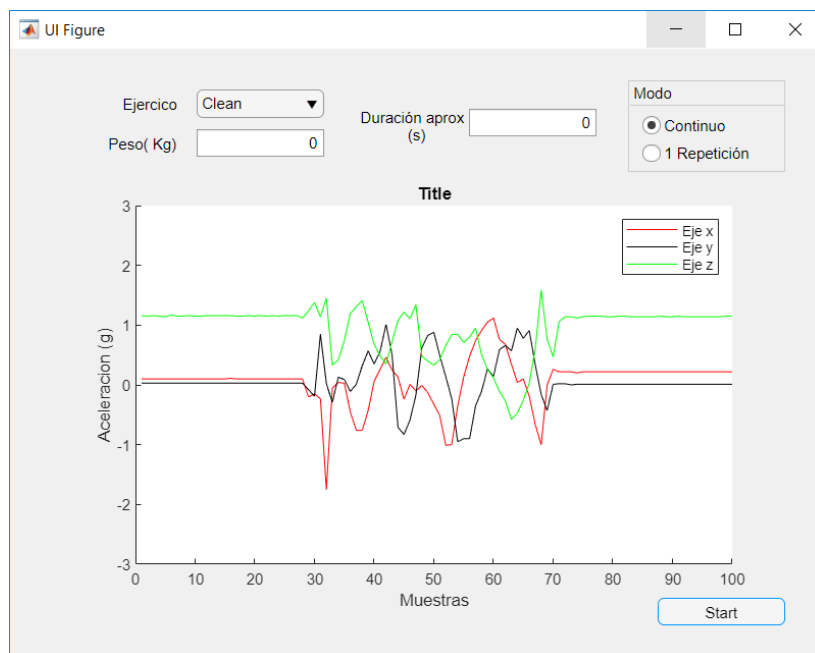 UI Figure
Ejercico
Clean
Peso( Kg)
0
Duración aprox
(s)
0
Modo
Continuo
1 Repetición
Title
Eje x
Eje y
Eje z
3
2
1
0
-1
-2
-3
Aceleracion (g)
0 10 20 30 40 50 60 70 80 90 100
Muestras
Start